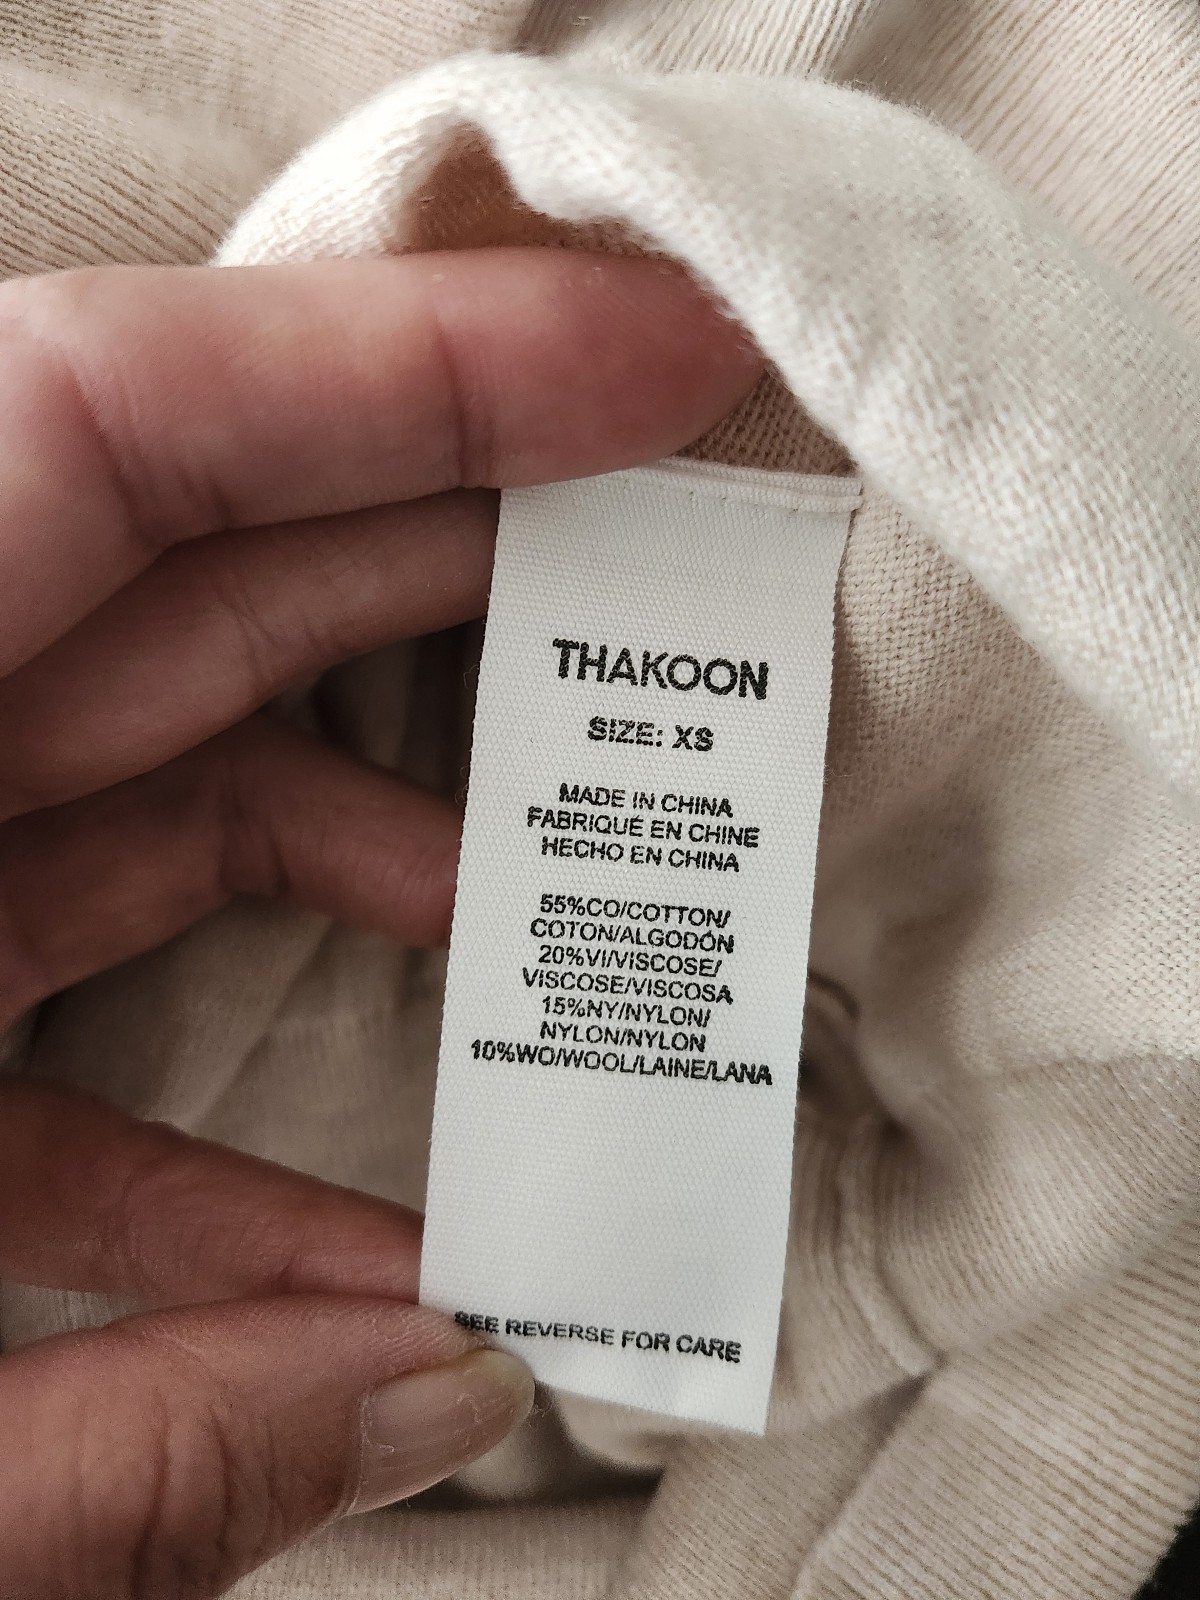 THAKOON
SIZE: XS
MADE IN CHINA
FABRIQUÉ EN CHINE
HECHO EN CHINA
55%CO/COTTON/
COTON/ALGODÓN
20%VI/VISCOSE/
VISCOSE/VISCOSA
15%NY/NYLON/
NYLON/NYLON
10%WO/WOOL/LAINE/LANA
SEE REVERSE FOR CARE